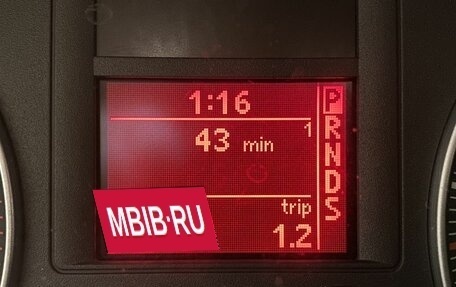 1:16
1
43 min
trip
1.2
P
R
N
D
S
MBIB·RU